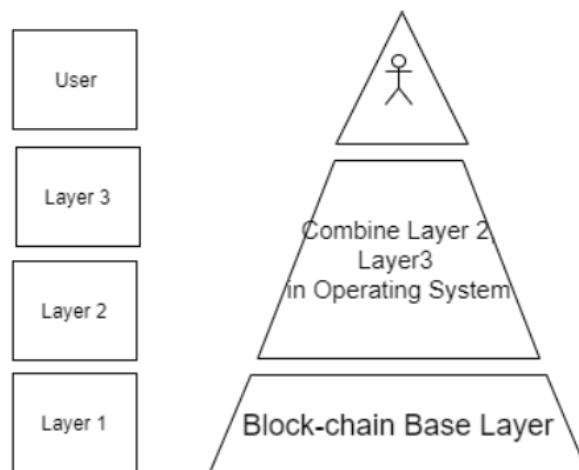 User
Layer 3
Combine Layer 2,
Layer3
in Operating System
Layer 2
Layer 1
Block-chain Base Layer